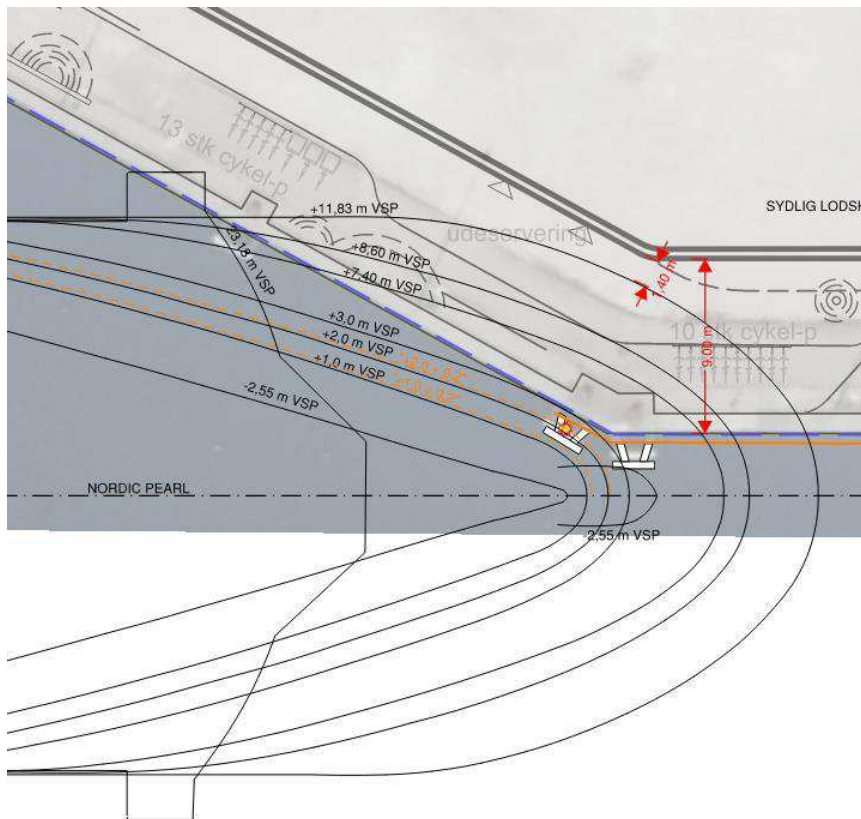 13 stk cykel-p
SYDLIG LODSH
+11,83 m VSP
udeservering
23,18 m VSP
+8,60 m VSP
+7,40 m VSP
1,40 m
+3,0 m VSP
+2,0 m VSP
10 stk cykel-p
9,00 m
+1,0 m VSP
-2,55 m VSP
NORDIC PEARL
-2,55 m VSP